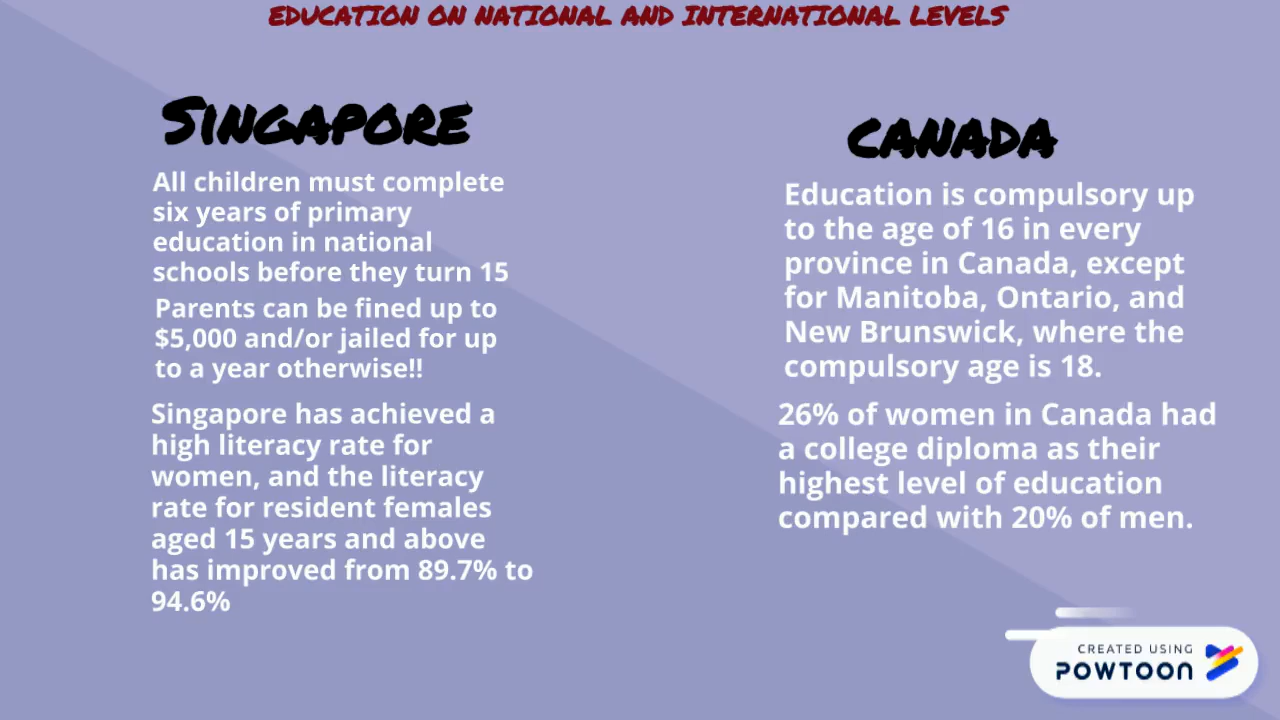 EDUCATION ON NATIONAL AND INTERNATIONAL LEVELS
SINGAPORE
All children must complete
six years of primary
education in national
schools before they turn 15
Parents can be fined up to
$5,000 and/or jailed for up
to a year otherwise!!
Singapore has achieved a
high literacy rate for
women, and the literacy
rate for resident females
aged 15 years and above
has improved from 89.7% to
94.6%
CANADA
Education is compulsory up
to the age of 16 in every
province in Canada, except
for Manitoba, Ontario, and
New Brunswick, where the
compulsory age is 18.
26% of women in Canada had
a college diploma as their
highest level of education
compared with 20% of men.
CREATED USING
POWTOON